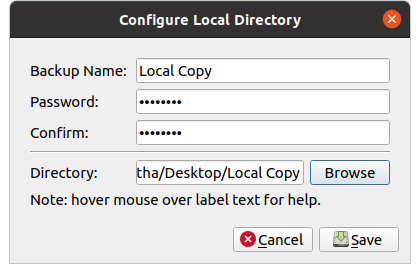 Configure Local Directory
Backup Name: Local Copy
Password: ••••••••
Confirm: ••••••••
Directory: tha/Desktop/Local Copy Browse
Note: hover mouse over label text for help.
Cancel Save